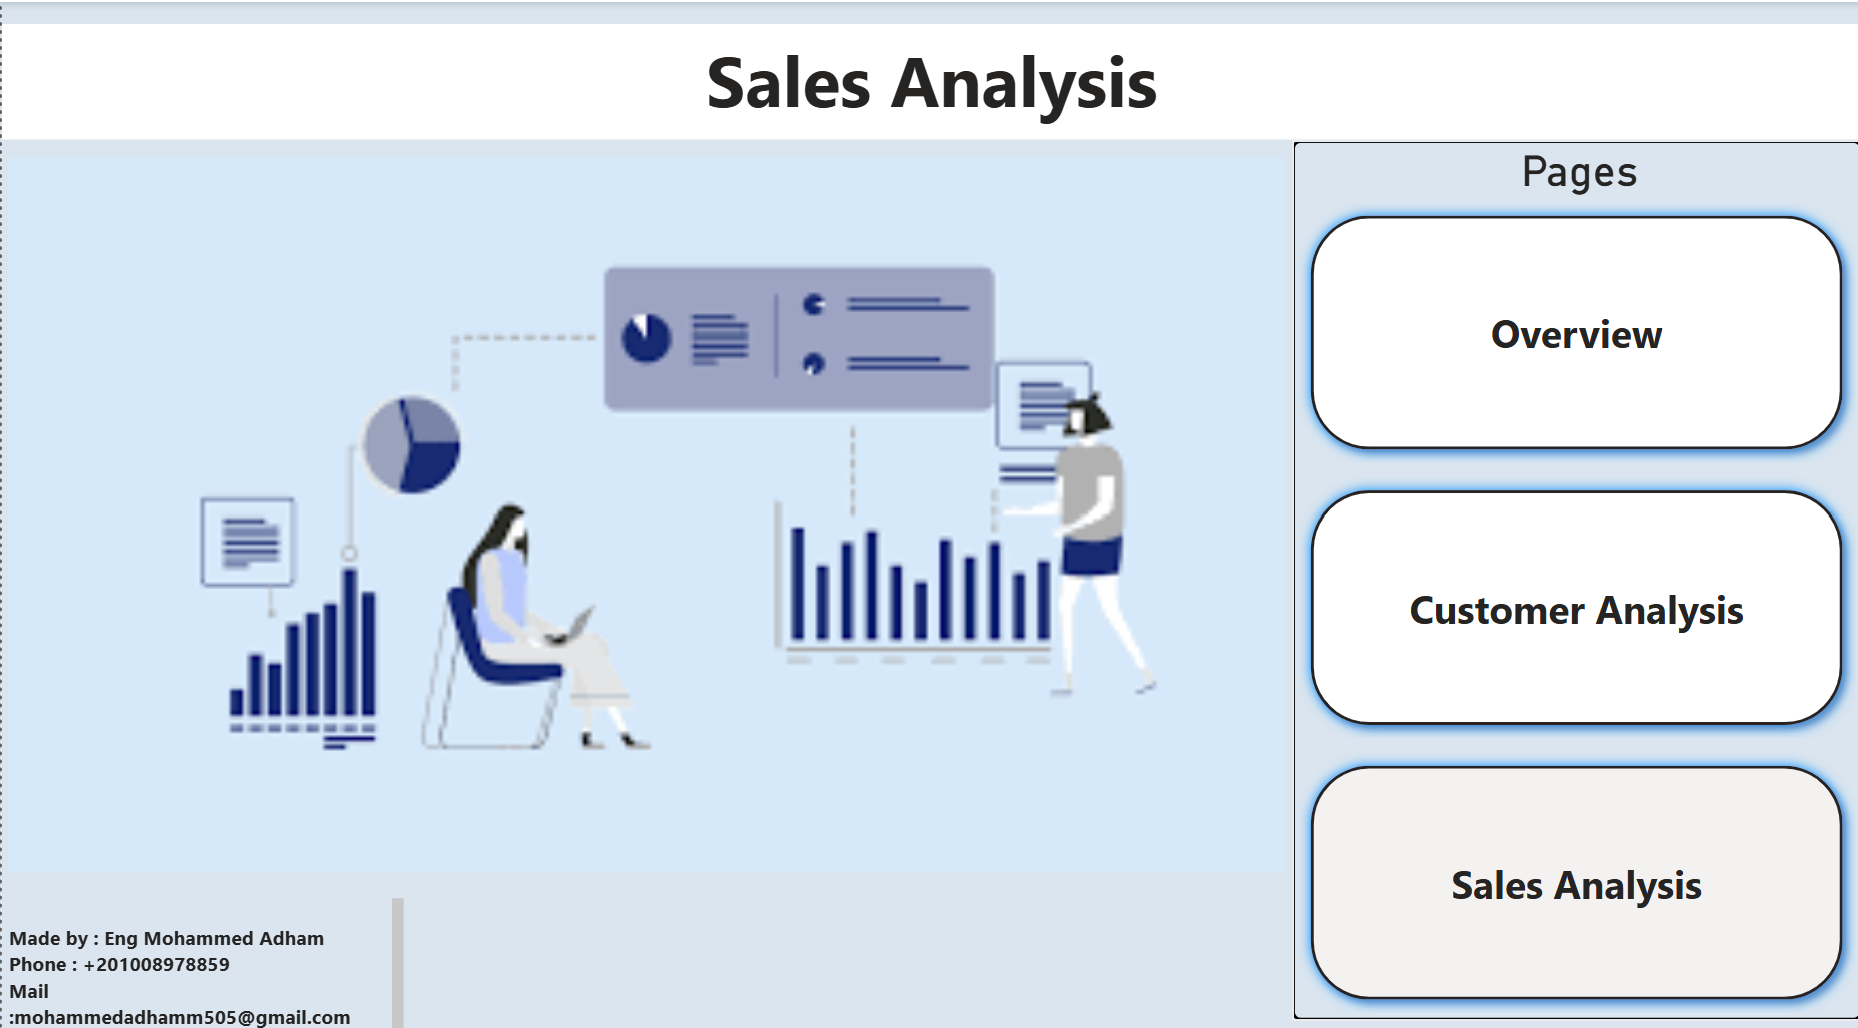 Sales Analysis
Pages
Overview
Customer Analysis
Sales Analysis
Made by : Eng Mohammed Adham
Phone : +201008978859
Mail
:mohammedadhamm505@gmail.com